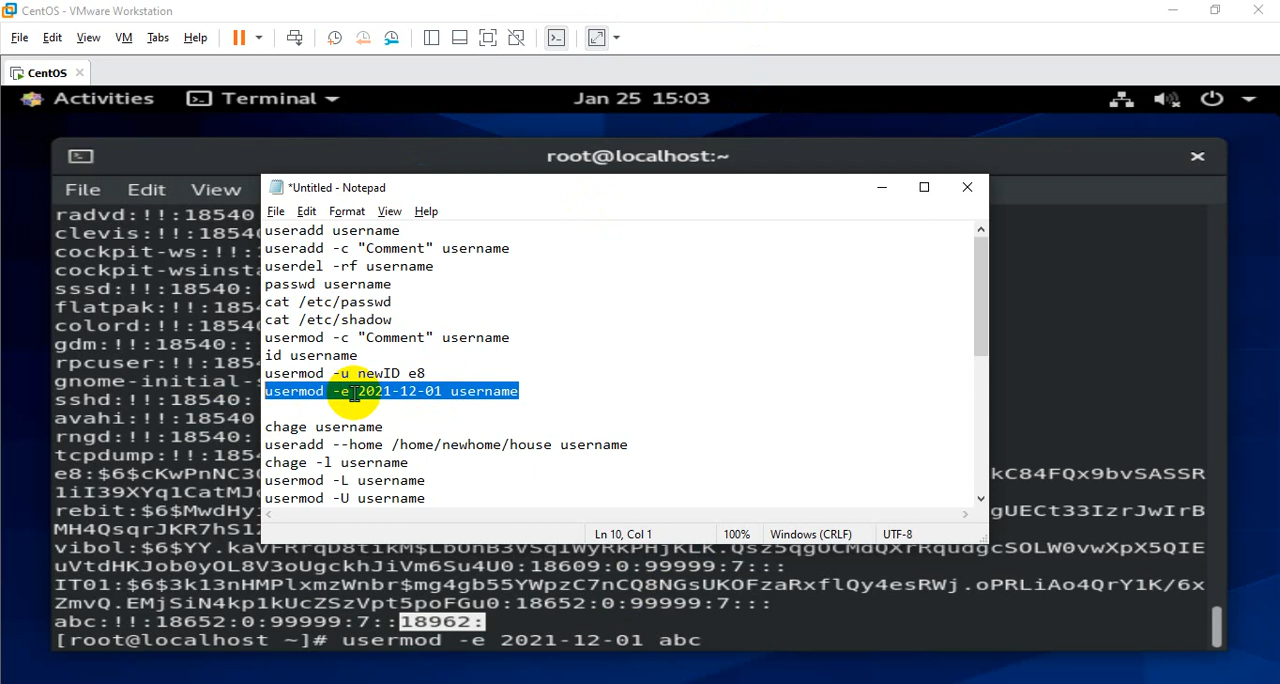 CentOS - VMware Workstation
File Edit View VM Tabs Help
CentOS
Activities Terminal Jan 25 15:03
root@localhost:~
File Edit View
*Untitled - Notepad
File Edit Format View Help
useradd username
useradd -c "Comment" username
userdel -rf username
passwd username
cat /etc/passwd
cat /etc/shadow
usermod -c "Comment" username
id username
usermod -u newID e8
usermod -e 2021-12-01 username
chage username
useradd --home /home/newhome/house username
chage -l username
usermod -L username
usermod -U username
Ln 10, Col 1 100% Windows (CRLF) UTF-8
radvd:!!:18540
clevis:!!:1854
cockpit-ws:!!:
cockpit-wsinst
sssd:!!:18540:
flatpak:!!:185
colord:!!:1854
gdm:!!:18540::
rpcuser:!!:185
gnome-initial-
sshd:!!:18540:
avahi:!!:18540
rngd:!!:18540:
tcpdump:!!:185
e8:$6$cKwPnNC3 kC84FQx9bvSASSR
1iI39XYq1CatMJ
rebit:$6$MwdHy gUECt33IzrJwIrB
MH4QsqrJKR7hS1
vibol:$6$YY. CSOLW0vwXpX5QIE
uVtdHKJob0yOL8V3oUgckhJiVm6Su4U0:18609:0:99999:7:::
IT01:$6$3k13nHMPlxmzWnbr$mg4gb55YWpzC7nCQ8NGsUKOFzaRxflQy4esRWj.oPRLiAo4QrY1K/6x
ZmvQ.EMjSiN4kp1kUcZSzVpt5poFGu0:18652:0:99999:7:::
abc:!!:18652:0:99999:7::18962:
[root@localhost ~]# usermod -e 2021-12-01 abc